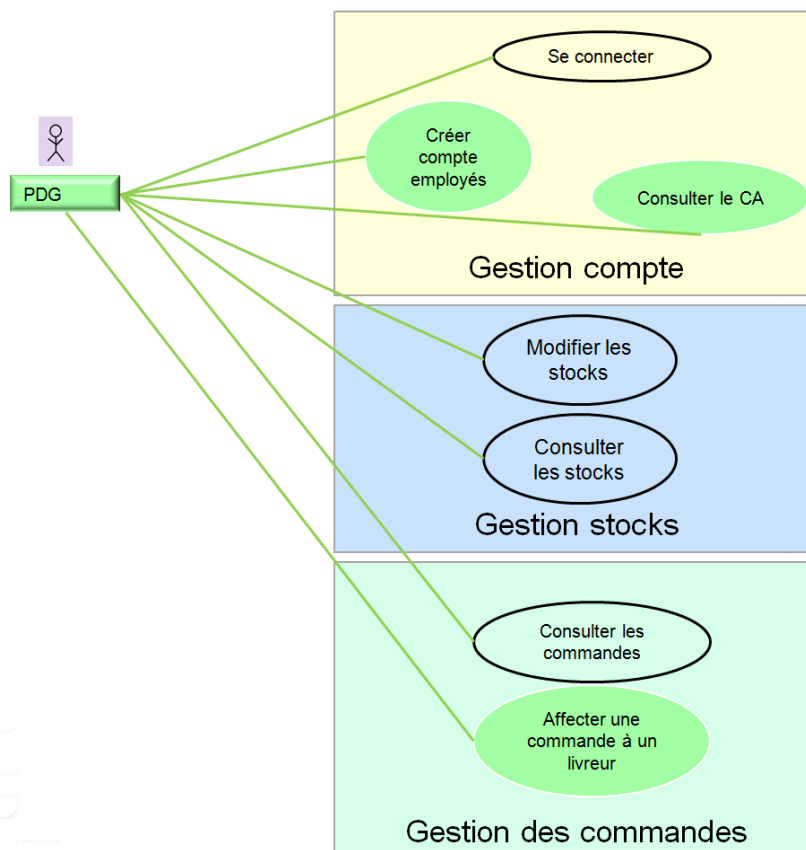 Se connecter
Créer
compte
employés
PDG
Consulter le CA
Gestion compte
Modifier les
stocks
Consulter
les stocks
Gestion stocks
Consulter les
commandes
Affecter une
commande à un
livreur
Gestion des commandes